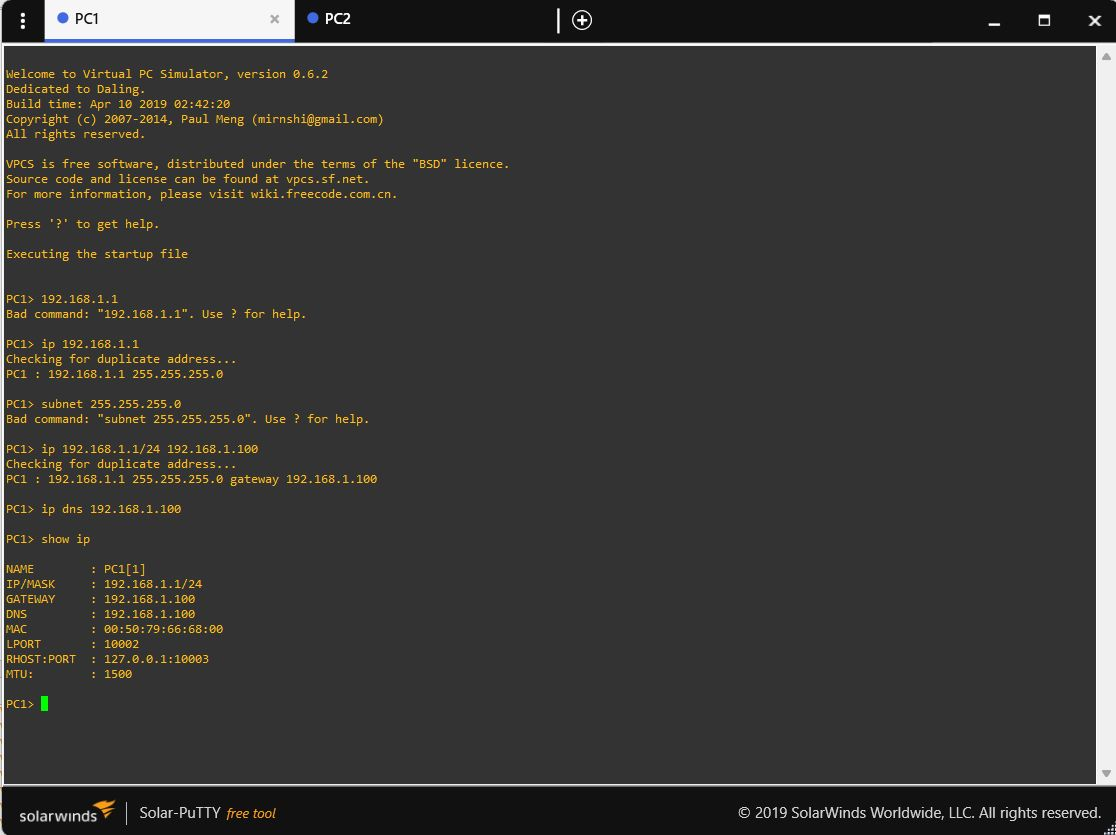 PC1
PC2
Welcome to Virtual PC Simulator, version 0.6.2
Dedicated to Daling.
Build time: Apr 10 2019 02:42:20
Copyright (c) 2007-2014, Paul Meng (mirnshi@gmail.com)
All rights reserved.
VPCS is free software, distributed under the terms of the "BSD" licence.
Source code and license can be found at vpcs.sf.net.
For more information, please visit wiki.freecode.com.cn.
Press '?' to get help.
Executing the startup file
PC1> 192.168.1.1
Bad command: "192.168.1.1". Use ? for help.
PC1> ip 192.168.1.1
Checking for duplicate address...
PC1 : 192.168.1.1 255.255.255.0
PC1> subnet 255.255.255.0
Bad command: "subnet 255.255.255.0". Use ? for help.
PC1> ip 192.168.1.1/24 192.168.1.100
Checking for duplicate address...
PC1 : 192.168.1.1 255.255.255.0 gateway 192.168.1.100
PC1> ip dns 192.168.1.100
PC1> show ip
NAME : PC1[1]
IP/MASK : 192.168.1.1/24
GATEWAY : 192.168.1.100
DNS : 192.168.1.100
MAC : 00:50:79:66:68:00
LPORT : 10002
RHOST:PORT : 127.0.0.1:10003
MTU: : 1500
PC1>
solarwinds Solar-PuTTY free tool © 2019 SolarWinds Worldwide, LLC. All rights reserved.